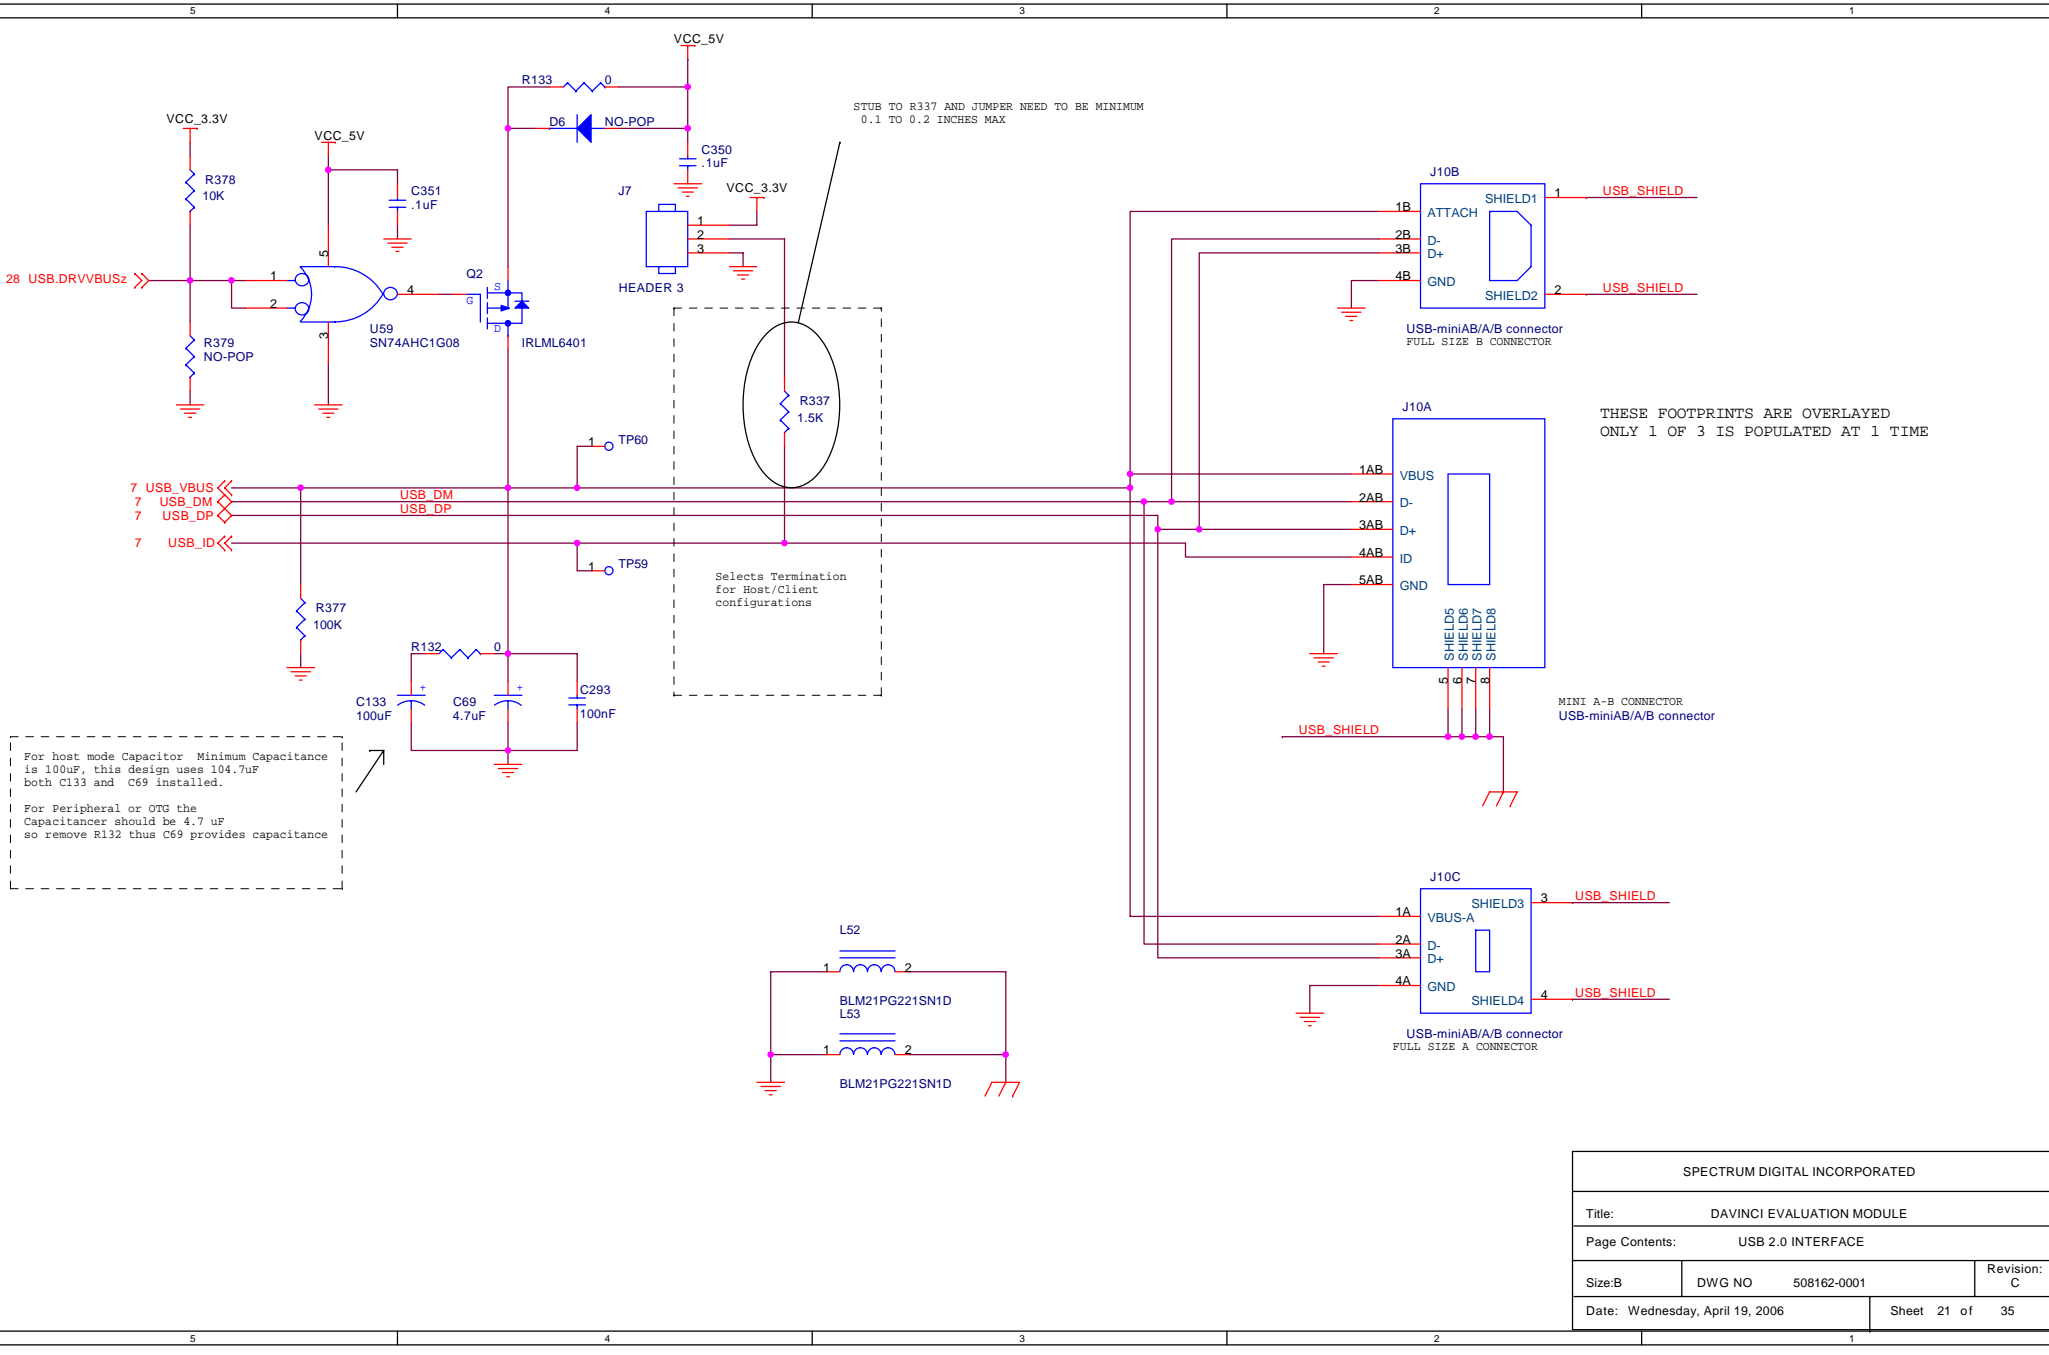 5 4 3 2 1
VCC_5V
R133 0
D6 NO-POP
C350
.1uF
VCC_3.3V
R378
10K
VCC_5V
C351
.1uF
5
28 USB.DRVVBUSz
1
2
4
3
U59
SN74AHC1G08
R379
NO-POP
Q2
S
G
D
IRLML6401
J7
VCC_3.3V
1
2
3
HEADER 3
STUB TO R337 AND JUMPER NEED TO BE MINIMUM
0.1 TO 0.2 INCHES MAX
R337
1.5K
Selects Termination
for Host/Client
configurations
1 TP60
7 USB_VBUS
7 USB_DM
7 USB_DP
7 USB_ID
USB_DM
USB_DP
1 TP59
R377
100K
R132 0
+
C133
100uF
+
C69
4.7uF
C293
100nF
For host mode Capacitor Minimum Capacitance
is 100uF, this design uses 104.7uF
both C133 and C69 installed.
For Peripheral or OTG the
Capacitancer should be 4.7 uF
so remove R132 thus C69 provides capacitance
J10B
1B ATTACH
2B D-
3B D+
4B GND
SHIELD1 1 USB_SHIELD
SHIELD2 2 USB_SHIELD
USB-miniAB/A/B connector
FULL SIZE B CONNECTOR
J10A
1AB VBUS
2AB D-
3AB D+
4AB ID
5AB GND
SHIELD5
SHIELD6
SHIELD7
SHIELD8
5
6
7
8
THESE FOOTPRINTS ARE OVERLAYED
ONLY 1 OF 3 IS POPULATED AT 1 TIME
MINI A-B CONNECTOR
USB-miniAB/A/B connector
USB_SHIELD
J10C
1A VBUS-A
2A D-
3A D+
4A GND
SHIELD3 3 USB_SHIELD
SHIELD4 4 USB_SHIELD
USB-miniAB/A/B connector
FULL SIZE A CONNECTOR
L52
1 2
BLM21PG221SN1D
L53
1 2
BLM21PG221SN1D
SPECTRUM DIGITAL INCORPORATED
Title: DAVINCI EVALUATION MODULE
Page Contents: USB 2.0 INTERFACE
Size:B DWG NO 508162-0001 Revision: C
Date: Wednesday, April 19, 2006 Sheet 21 of 35
5 4 3 2 1